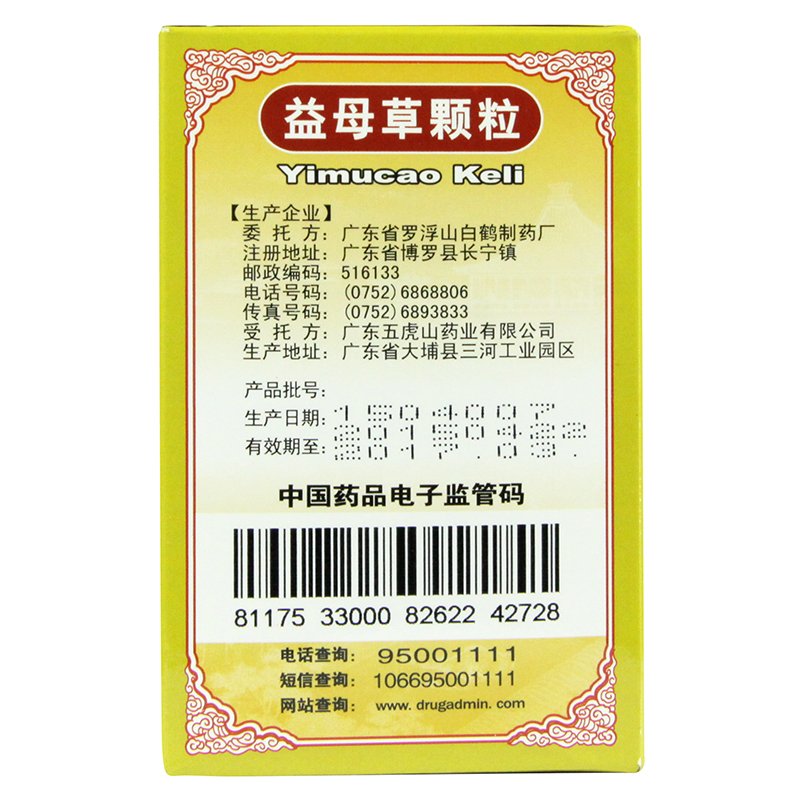 益母草颗粒
Yimucao Keli
【生产企业】
委 托 方：广东省罗浮山白鹤制药厂
注册地址：广东省博罗县长宁镇
邮政编码：516133
电话号码：(0752)6868806
传真号码：(0752)6893833
受 托 方：广东五虎山药业有限公司
生产地址：广东省大埔县三河工业园区
产品批号：
生产日期：
有效期至：
中国药品电子监管码
81175 33000 82622 42728
电话查询：95001111
短信查询：106695001111
网站查询：www. drugadmin. com